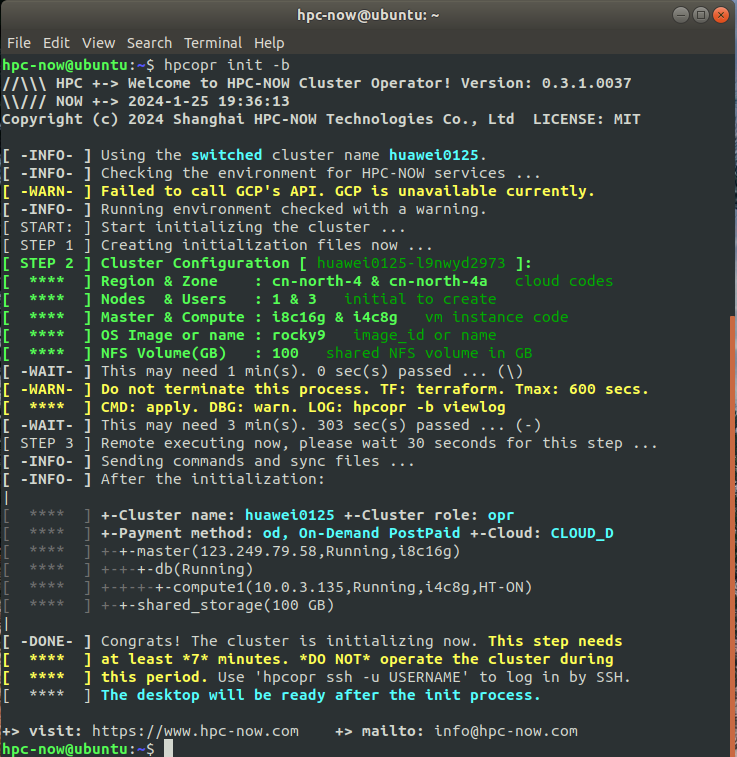 hpc-now@ubuntu: ~
File Edit View Search Terminal Help
hpc-now@ubuntu:~$ hpcopr init -b
//\\\ HPC +-> Welcome to HPC-NOW Cluster Operator! Version: 0.3.1.0037
\\/// NOW +-> 2024-1-25 19:36:13
Copyright (c) 2024 Shanghai HPC-NOW Technologies Co., Ltd  LICENSE: MIT
[ -INFO- ] Using the switched cluster name huawei0125.
[ -INFO- ] Checking the environment for HPC-NOW services ...
[ -WARN- ] Failed to call GCP's API. GCP is unavailable currently.
[ -INFO- ] Running environment checked with a warning.
[ START: ] Start initializing the cluster ...
[ STEP 1 ] Creating initialization files now ...
[ STEP 2 ] Cluster Configuration [ huawei0125-l9nwyd2973 ]:
[  ****  ] Region & Zone    : cn-north-4 & cn-north-4a   cloud codes
[  ****  ] Nodes  & Users   : 1 & 3   initial to create
[  ****  ] Master & Compute : i8c16g & i4c8g   vm instance code
[  ****  ] OS Image or name : rocky9   image_id or name
[  ****  ] NFS Volume(GB)   : 100   shared NFS volume in GB
[ -WAIT- ] This may need 1 min(s). 0 sec(s) passed ... (\)
[ -WARN- ] Do not terminate this process. TF: terraform. Tmax: 600 secs.
[  ****  ] CMD: apply. DBG: warn. LOG: hpcopr -b viewlog
[ -WAIT- ] This may need 3 min(s). 303 sec(s) passed ... (-)
[ STEP 3 ] Remote executing now, please wait 30 seconds for this step ...
[ -INFO- ] Sending commands and sync files ...
[ -INFO- ] After the initialization:
|
[  ****  ] +-Cluster name: huawei0125 +-Cluster role: opr
[  ****  ] +-Payment method: od, On-Demand PostPaid +-Cloud: CLOUD_D
[  ****  ] +-+-master(123.249.79.58,Running,i8c16g)
[  ****  ] +-+-+-db(Running)
[  ****  ] +-+-+-+-compute1(10.0.3.135,Running,i4c8g,HT-ON)
[  ****  ] +-+-shared_storage(100 GB)
|
[ -DONE- ] Congrats! The cluster is initializing now. This step needs
[  ****  ] at least *7* minutes. *DO NOT* operate the cluster during
[  ****  ] this period. Use 'hpcopr ssh -u USERNAME' to log in by SSH.
[  ****  ] The desktop will be ready after the init process.
+> visit: https://www.hpc-now.com    +> mailto: info@hpc-now.com
hpc-now@ubuntu:~$